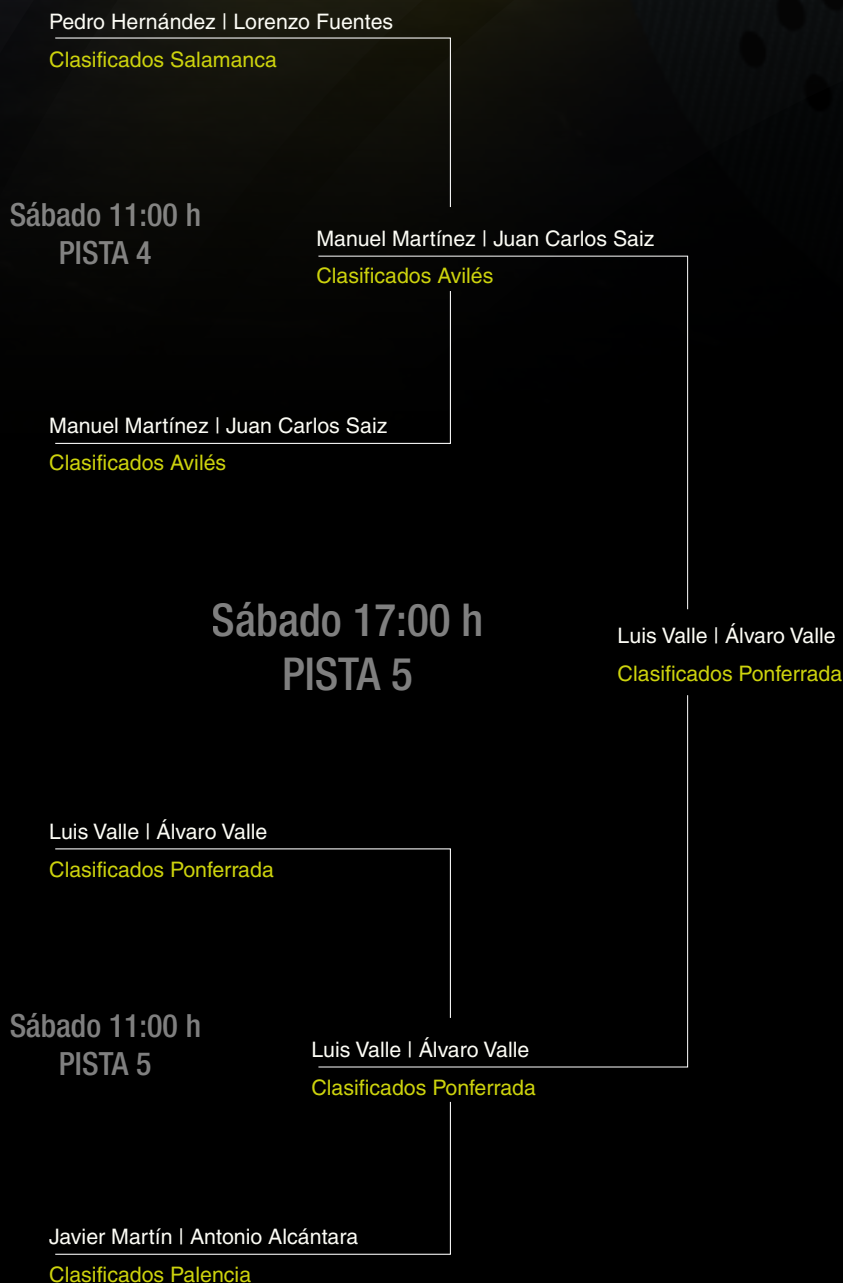 Pedro Hernández | Lorenzo Fuentes
Clasificados Salamanca
Sábado 11:00 h
PISTA 4
Manuel Martínez | Juan Carlos Saiz
Clasificados Avilés
Manuel Martínez | Juan Carlos Saiz
Clasificados Avilés
Sábado 17:00 h
PISTA 5
Luis Valle | Álvaro Valle
Clasificados Ponferrada
Luis Valle | Álvaro Valle
Clasificados Ponferrada
Sábado 11:00 h
PISTA 5
Luis Valle | Álvaro Valle
Clasificados Ponferrada
Javier Martín | Antonio Alcántara
Clasificados Palencia